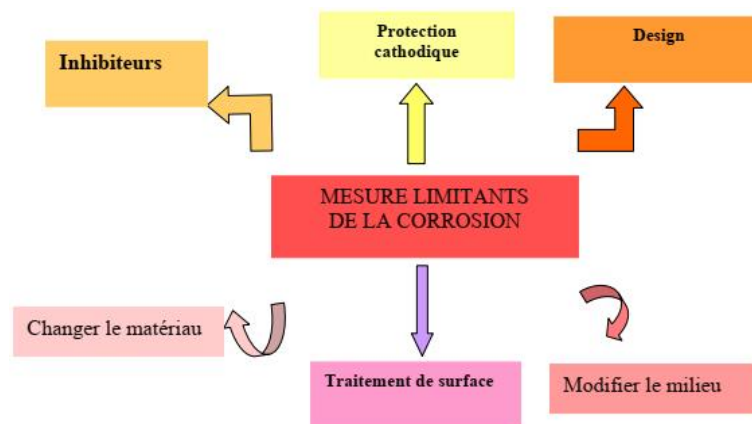 Protection
cathodique
Design
Inhibiteurs
MESURE LIMITANTS
DE LA CORROSION
Changer le matériau
Traitement de surface
Modifier le milieu